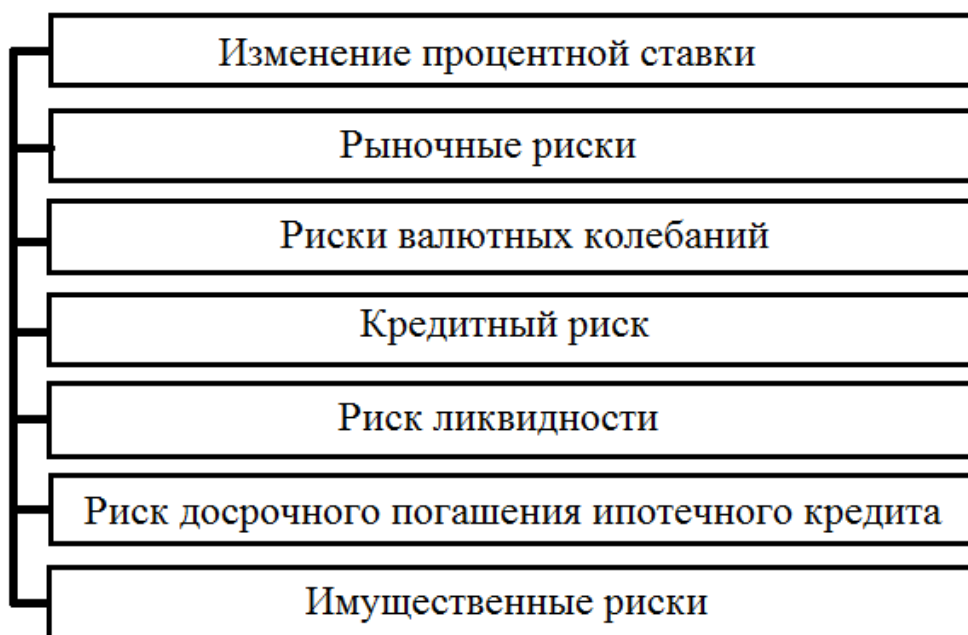 Изменение процентной ставки
Рыночные риски
Риски валютных колебаний
Кредитный риск
Риск ликвидности
Риск досрочного погашения ипотечного кредита
Имущественные риски